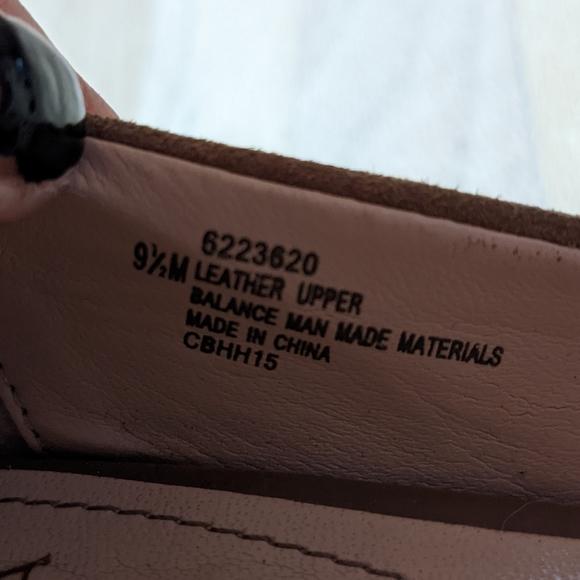 6223620
9½M LEATHER UPPER
BALANCE MAN MADE MATERIALS
MADE IN CHINA
CBHH15